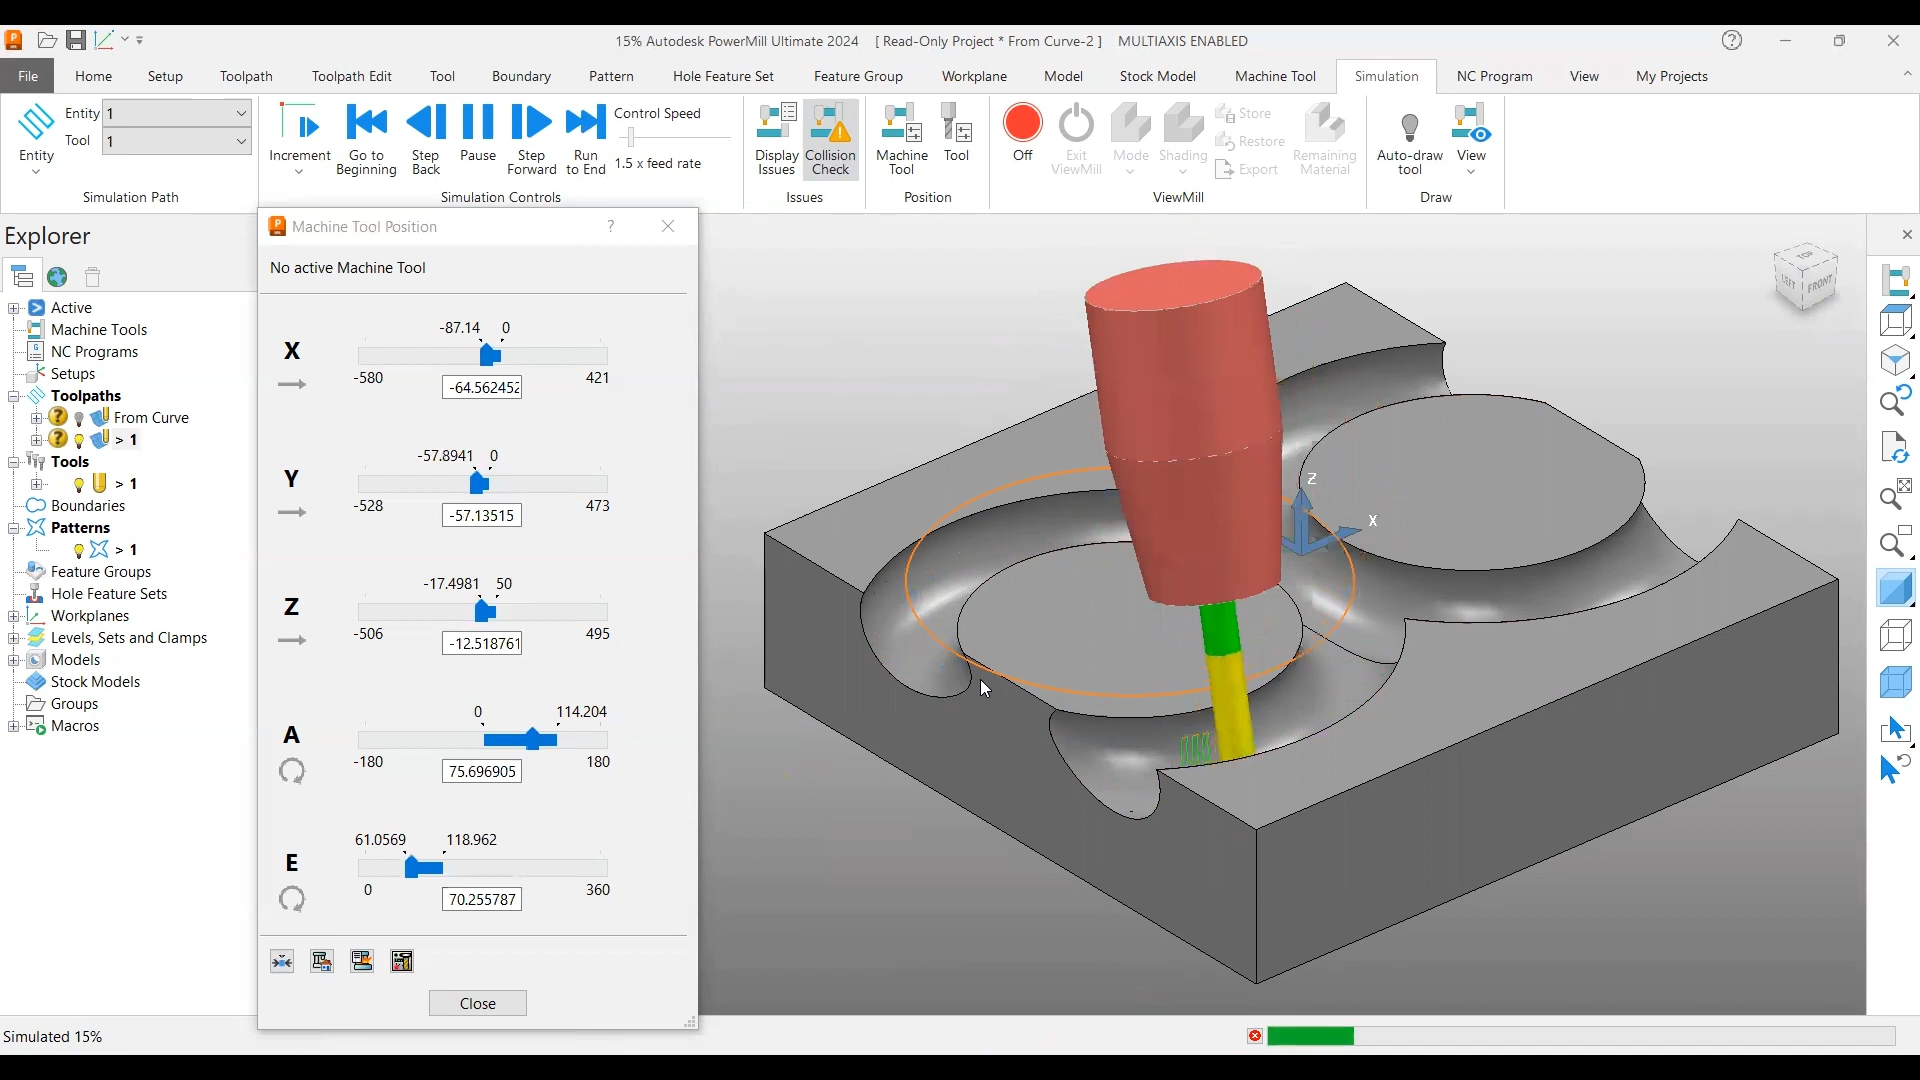 15% Autodesk PowerMill Ultimate 2024 [ Read-Only Project * From Curve-2 ] MULTIAXIS ENABLED
File Home Setup Toolpath Toolpath Edit Tool Boundary Pattern Hole Feature Set Feature Group Workplane Model Stock Model Machine Tool Simulation NC Program View My Projects
Entity 1
Tool 1
Entity
Simulation Path
Increment
Go to Beginning
Step Back
Pause
Step Forward
Run to End
Control Speed
1.5 x feed rate
Simulation Controls
Display Issues
Collision Check
Issues
Machine Tool
Tool
Position
Off
Exit ViewMill
Mode
Shading
Store
Restore
Export
Remaining Material
ViewMill
Auto-draw tool
View
Draw
Explorer
Active
Machine Tools
NC Programs
Setups
Toolpaths
From Curve
> 1
Tools
> 1
Boundaries
Patterns
> 1
Feature Groups
Hole Feature Sets
Workplanes
Levels, Sets and Clamps
Models
Stock Models
Groups
Macros
Machine Tool Position ?
No active Machine Tool
-87.14 0
X
-580 421
-64.562452
-57.8941 0
Y
-528 473
-57.13515
-17.4981 50
Z
-506 495
-12.518761
0 114.204
A
-180 180
75.696905
61.0569 118.962
E
0 360
70.255787
Close
Z
X
TOP
LEFT FRONT
Simulated 15%